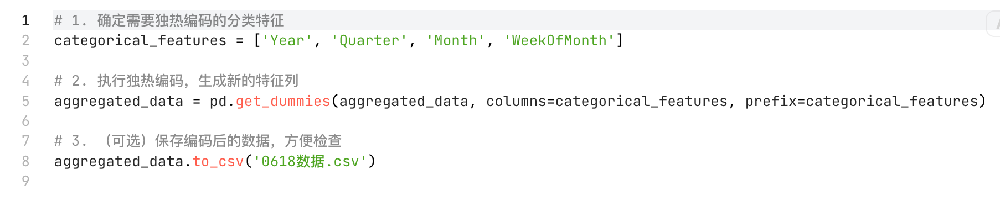 1 # 1. 确定需要独热编码的分类特征
2 categorical_features = ['Year', 'Quarter', 'Month', 'WeekOfMonth']
3
4 # 2. 执行独热编码，生成新的特征列
5 aggregated_data = pd.get_dummies(aggregated_data, columns=categorical_features, prefix=categorical_features)
6
7 # 3. （可选）保存编码后的数据，方便检查
8 aggregated_data.to_csv('0618数据.csv')
9